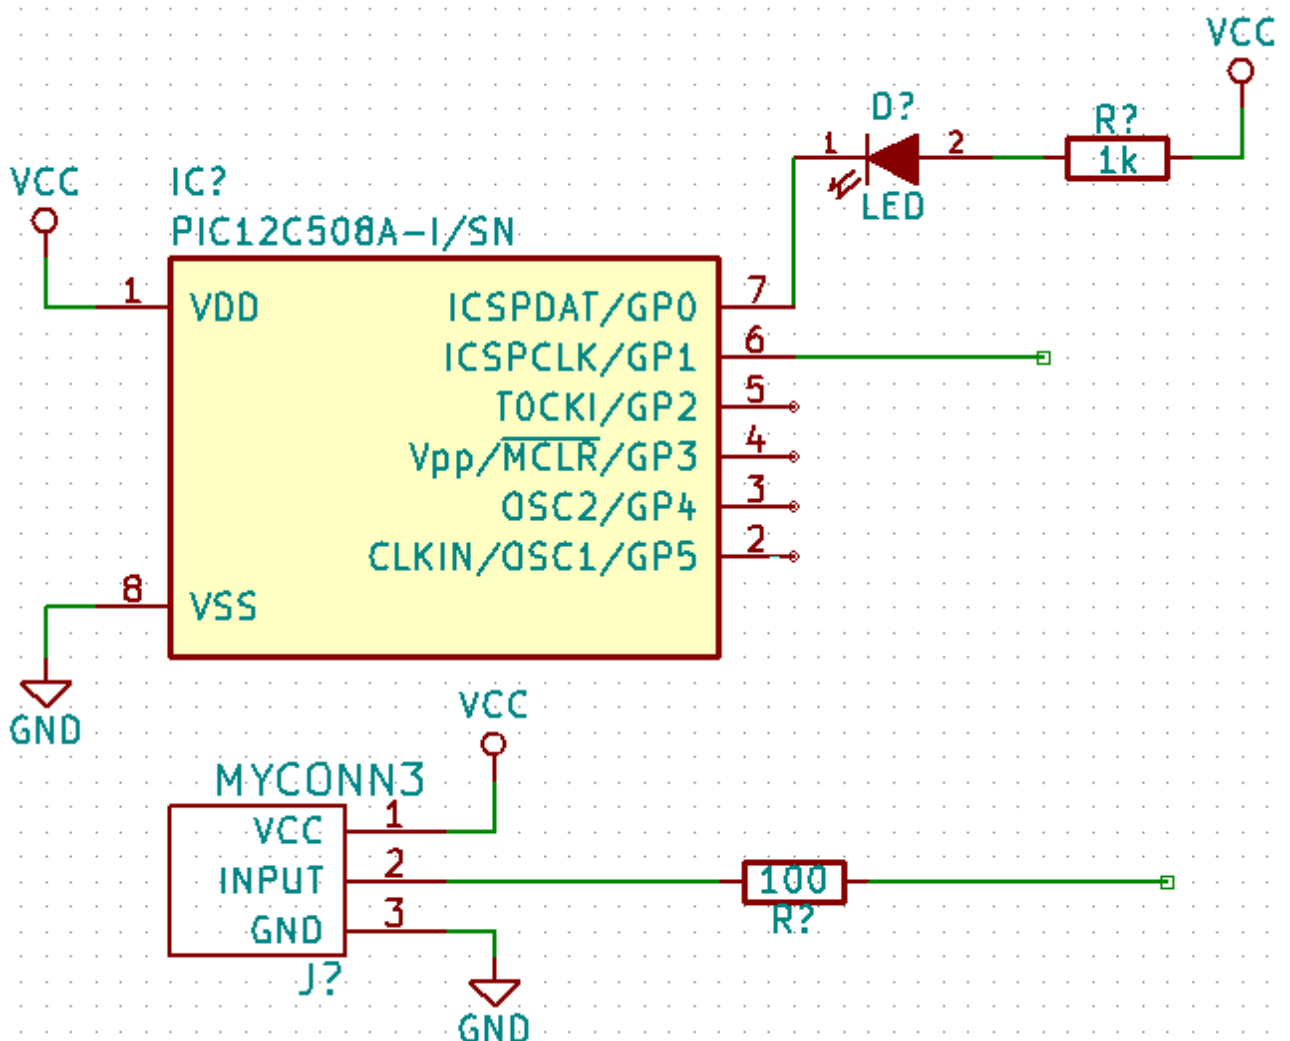 VCC
D?
R?
1
2
1k
LED
VCC
IC?
PIC12C508A-I/SN
1
VDD
ICSPDAT/GP0
7
ICSPCLK/GP1
6
T0CKI/GP2
5
Vpp/MCLR/GP3
4
OSC2/GP4
3
CLKIN/OSC1/GP5
2
8
VSS
GND
VCC
MYCONN3
VCC
1
INPUT
2
100
R?
GND
3
J?
GND